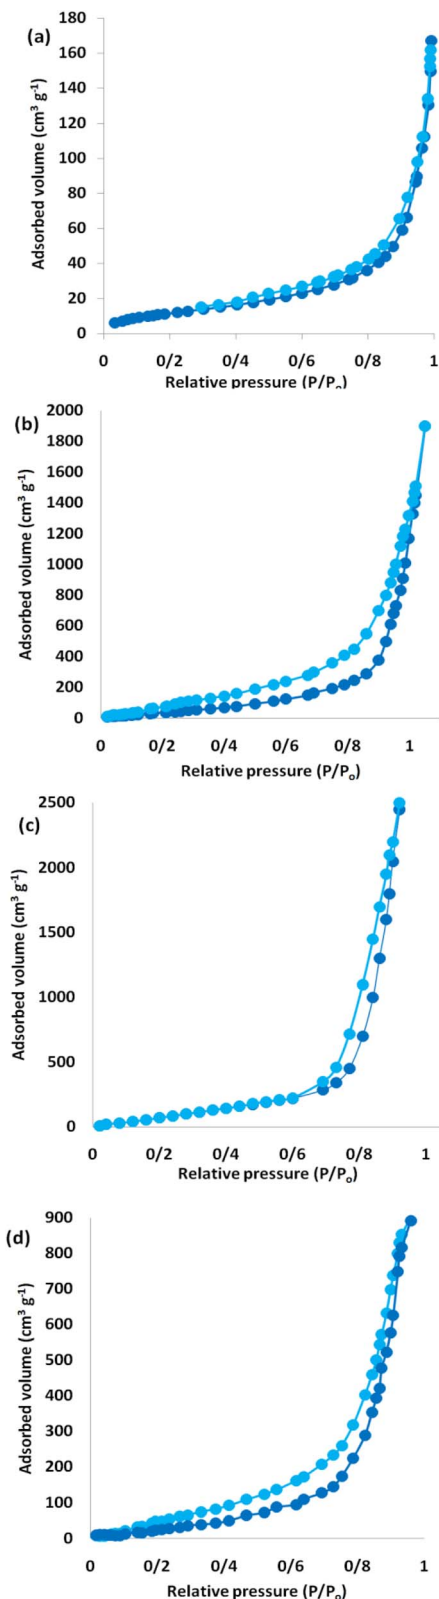 (a)
180
160
140
120
100
80
60
40
20
0
Adsorbed volume (cm³ g⁻¹)
0 0/2 0/4 0/6 0/8 1
Relative pressure (P/Pₒ)
(b)
2000
1800
1600
1400
1200
1000
800
600
400
200
0
Adsorbed volume (cm³ g⁻¹)
0 0/2 0/4 0/6 0/8 1
Relative pressure (P/Pₒ)
(c)
2500
2000
1500
1000
500
0
Adsorbed volume (cm³ g⁻¹)
0 0/2 0/4 0/6 0/8
Relative pressure (P/Pₒ)
(d)
900
800
700
600
500
400
300
200
100
0
Adsorbed volume (cm³ g⁻¹)
0 0/2 0/4 0/6 0/8 1
Relative pressure (P/Pₒ)